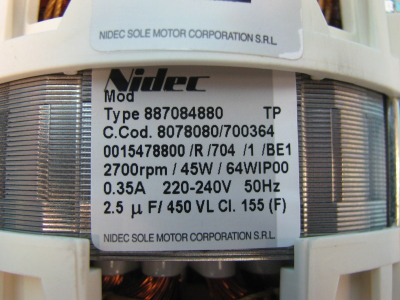 NIDEC SOLE MOTOR CORPORATION S.R.L.
Nidec
Mod
Type 887084880 TP
C.Cod. 8078080/700364
0015478800 /R /704 /1 /BE1
2700rpm / 45W / 64WIP00
0.35A 220-240V 50Hz
2.5 µ F/ 450 VL Cl. 155 (F)
NIDEC SOLE MOTOR CORPORATION S.R.L.